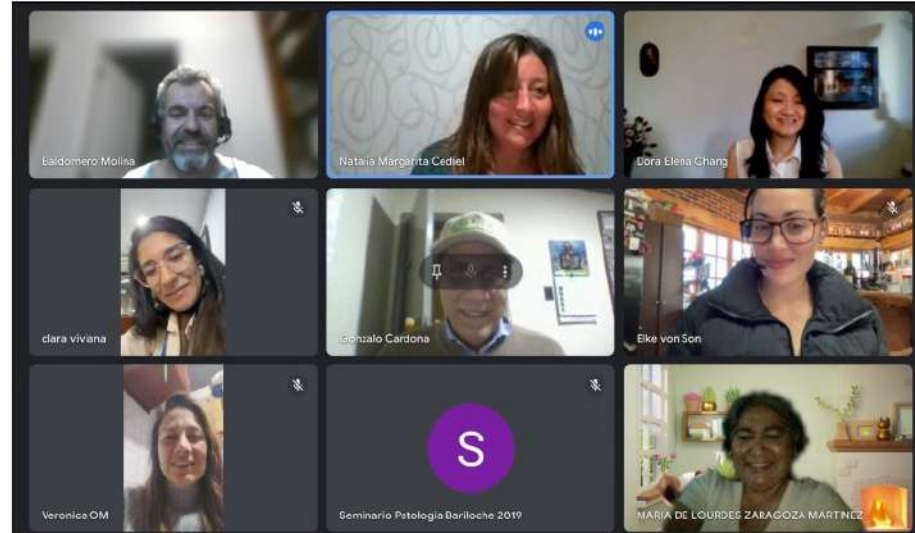 Baldomero Molina
Natalia Margarita Cediel
Dora Elena Chang
clara viviana
Gonzalo Cardona
Elke von Son
Veronica OM
S
Seminario Patologia Bariloche 2019
MARIA DE LOURDES ZARAGOZA MARTINEZ